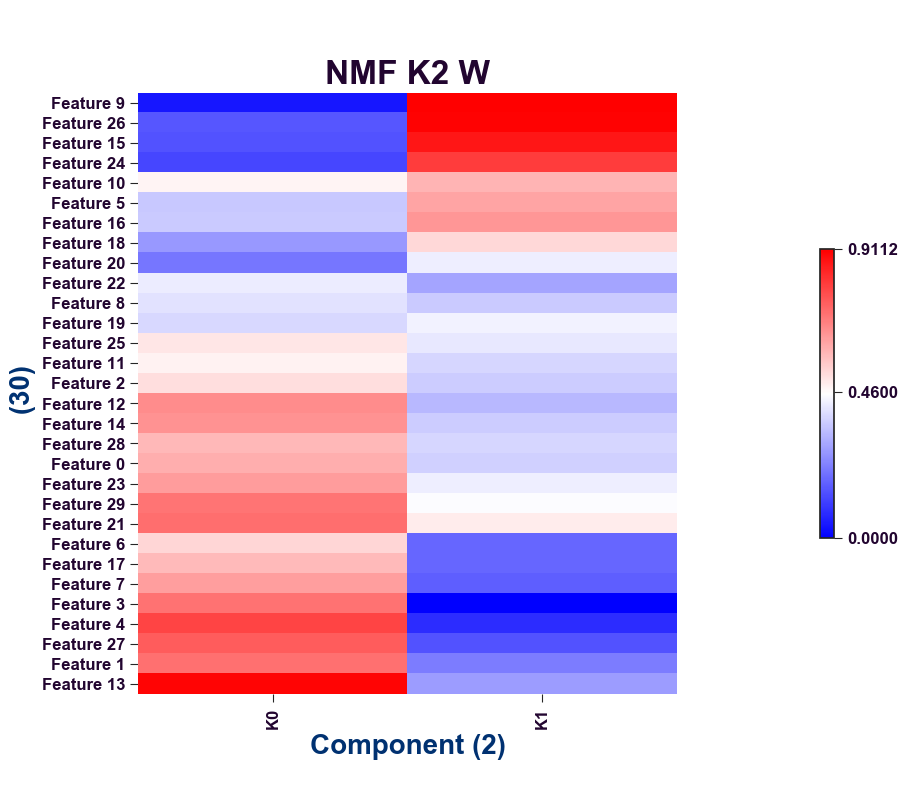 NMF K2 W
Feature 9
Feature 26
Feature 15
Feature 24
Feature 10
Feature 5
Feature 16
Feature 18
Feature 20
Feature 22
Feature 8
Feature 19
Feature 25
Feature 11
Feature 2
Feature 12
Feature 14
Feature 28
Feature 0
Feature 23
Feature 29
Feature 21
Feature 6
Feature 17
Feature 7
Feature 3
Feature 4
Feature 27
Feature 1
Feature 13
(30)
K0
K1
Component (2)
0.9112
0.4600
0.0000